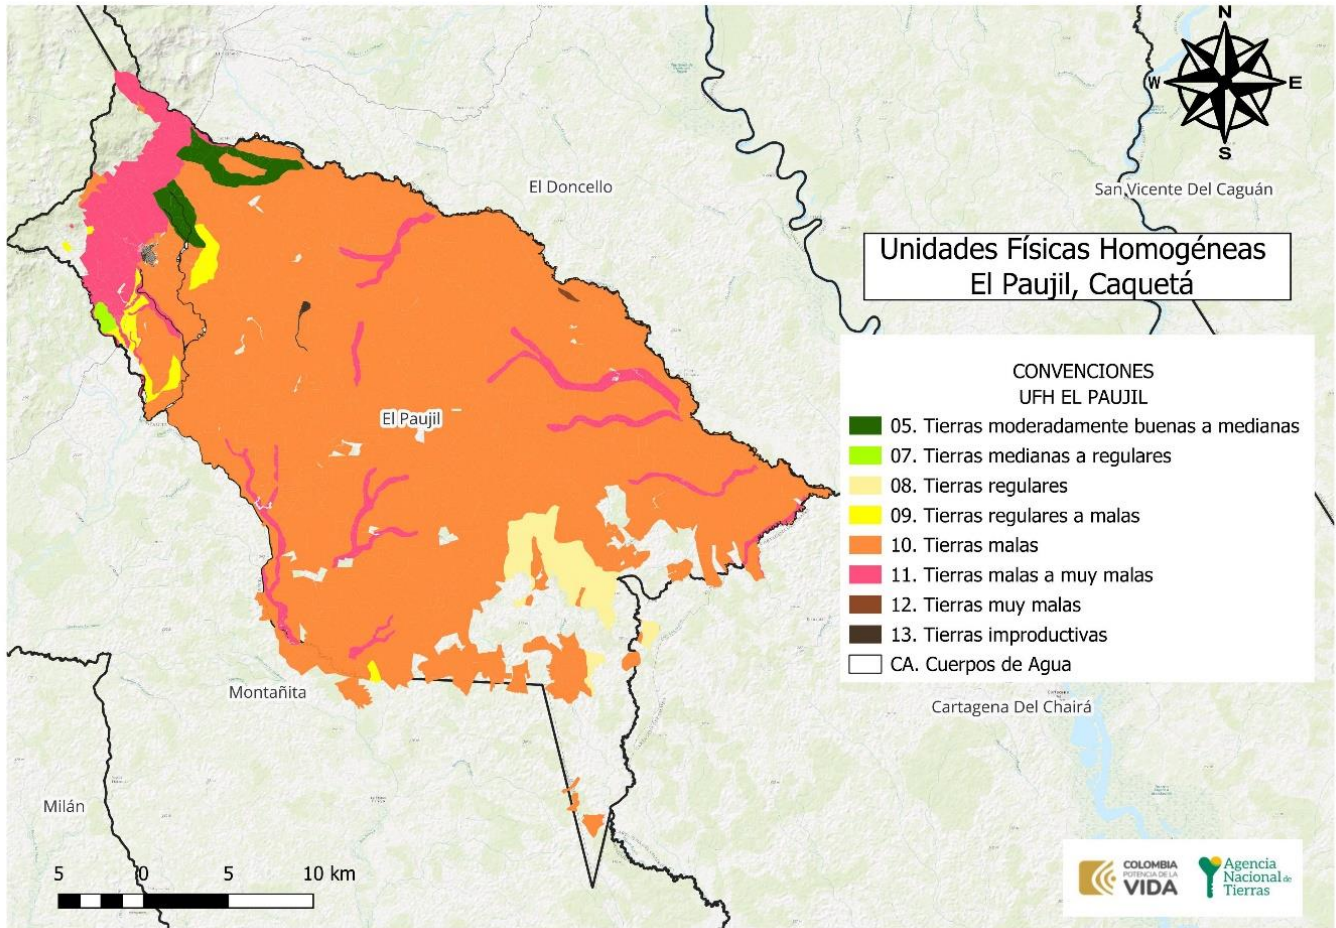 N
W
E
S
El Doncello
San Vicente Del Caguán
Unidades Físicas Homogéneas
El Paujil, Caquetá
CONVENCIONES
UFH EL PAUJIL
05. Tierras moderadamente buenas a medianas
07. Tierras medianas a regulares
08. Tierras regulares
09. Tierras regulares a malas
10. Tierras malas
11. Tierras malas a muy malas
12. Tierras muy malas
13. Tierras improductivas
CA. Cuerpos de Agua
El Paujil
Montañita
Cartagena Del Chairá
Milán
5 0 5 10 km
COLOMBIA
POTENCIA DE LA
VIDA
Agencia
Nacional de
Tierras